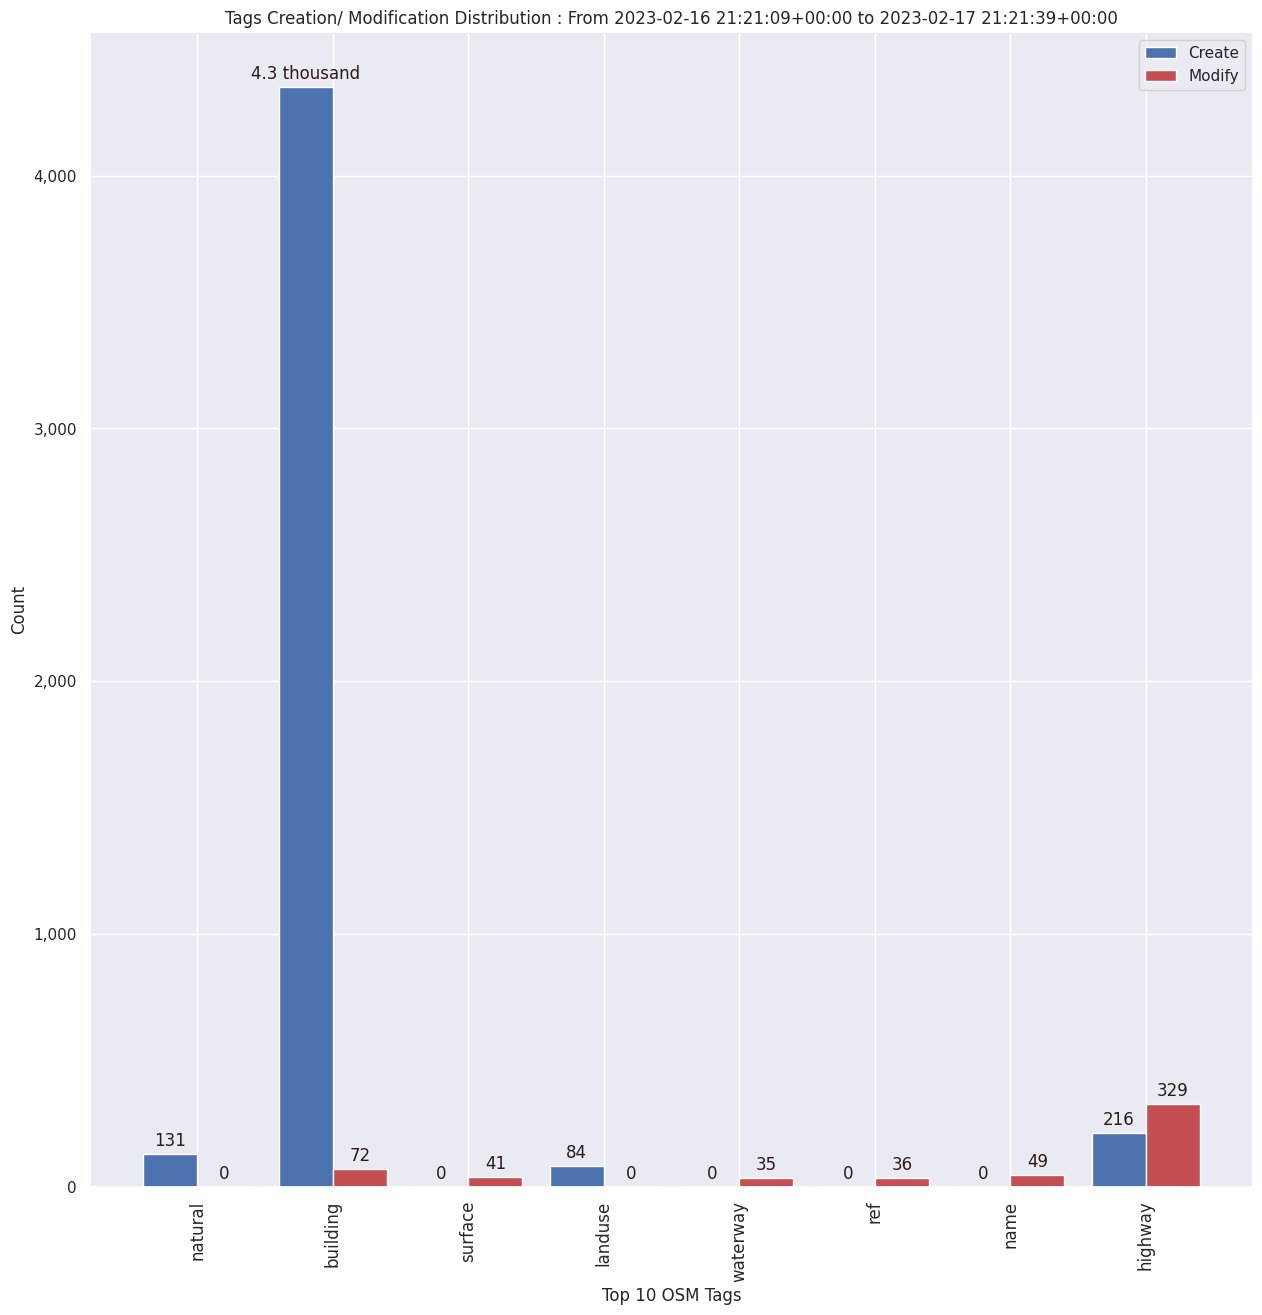 Tags Creation/ Modification Distribution : From 2023-02-16 21:21:09+00:00 to 2023-02-17 21:21:39+00:00
Create
Modify
4.3 thousand
4,000
3,000
2,000
1,000
0
Count
131
0
72
0
41
84
0
0
35
0
36
0
49
216
329
natural
building
surface
landuse
waterway
ref
name
highway
Top 10 OSM Tags